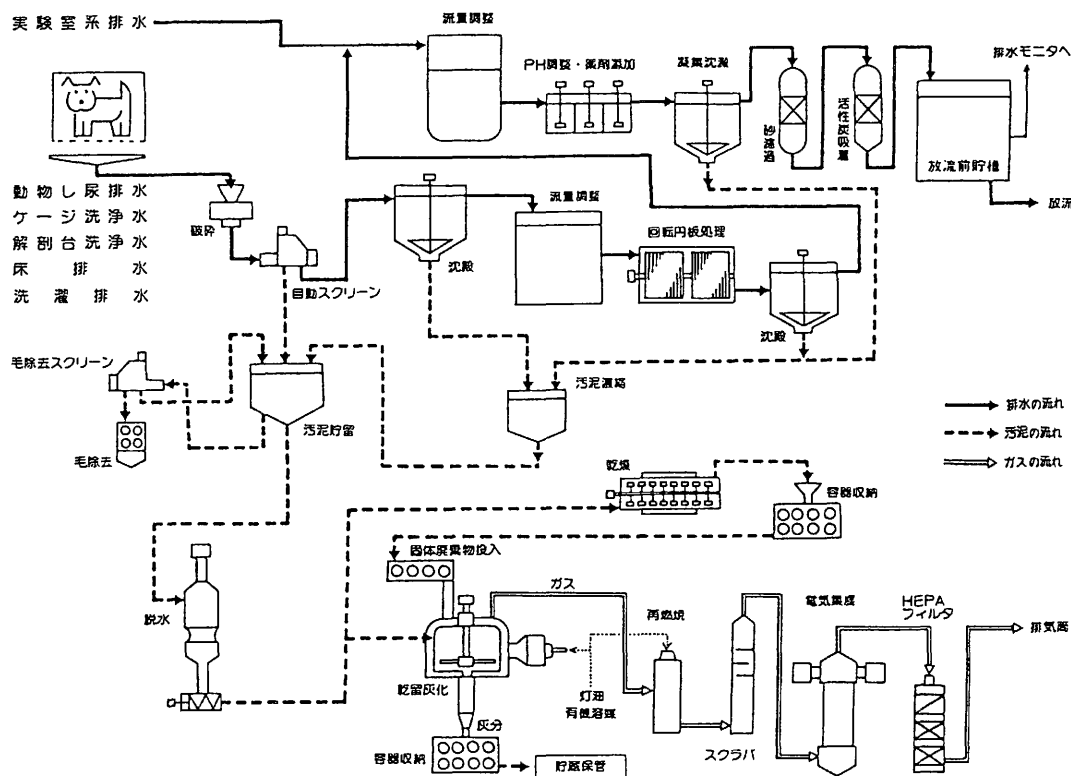 実験室系排水
流量調整
PH調整・薬剤添加
凝集沈澱
砂濾過
活性炭吸着
排水モニタへ
放流前貯槽
放流
動物し尿排水
ケージ洗浄水
解剖台洗浄水
床排水
洗濯排水
破砕
自動スクリーン
沈殿
流量調整
回転円板処理
沈殿
毛除去スクリーン
毛除去
汚泥貯留
汚泥濃縮
排水の流れ
汚泥の流れ
ガスの流れ
乾燥
容器収納
固体廃棄物投入
脱水
ガス
再燃焼
電気集塵
HEPA
フィルタ
排気筒
乾留灰化
灯油
有機溶媒
灰分
スクラバ
容器収納
貯蔵保管